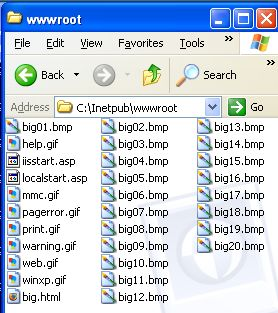 wwwroot
File Edit View Favorites Tools »
Back » Search
Address C:\Inetpub\wwwroot Go
big01.bmp
help.gif
iisstart.asp
localstart.asp
mmc.gif
pagerror.gif
print.gif
warning.gif
web.gif
winxp.gif
big.html
big02.bmp
big03.bmp
big04.bmp
big05.bmp
big06.bmp
big07.bmp
big08.bmp
big09.bmp
big10.bmp
big11.bmp
big12.bmp
big13.bmp
big14.bmp
big15.bmp
big16.bmp
big17.bmp
big18.bmp
big19.bmp
big20.bmp